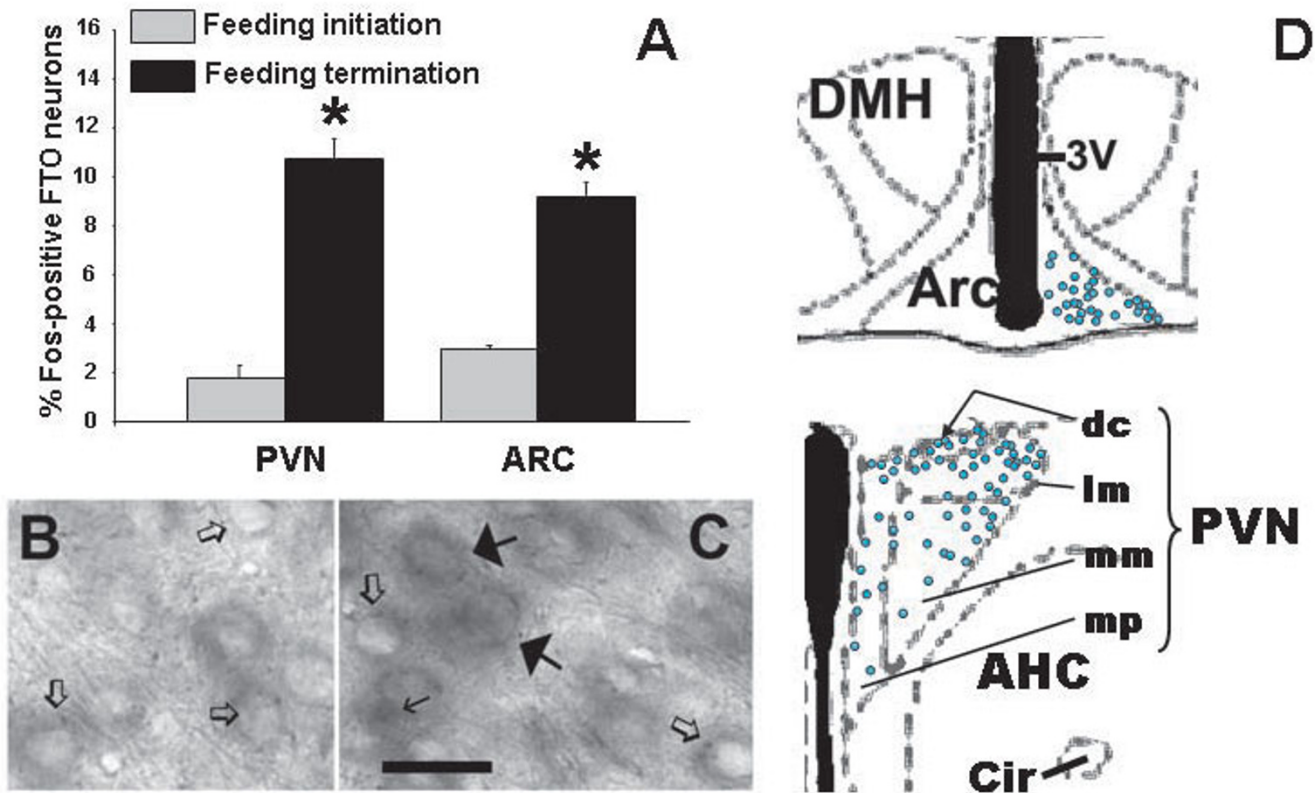 A
% Fos-positive FTO neurons
16
14
12
10
8
6
4
2
0
Feeding initiation
Feeding termination
*
*
PVN
ARC
B
C
D
DMH
3V
Arc
dc
lm
mm
mp
PVN
AHC
Cir